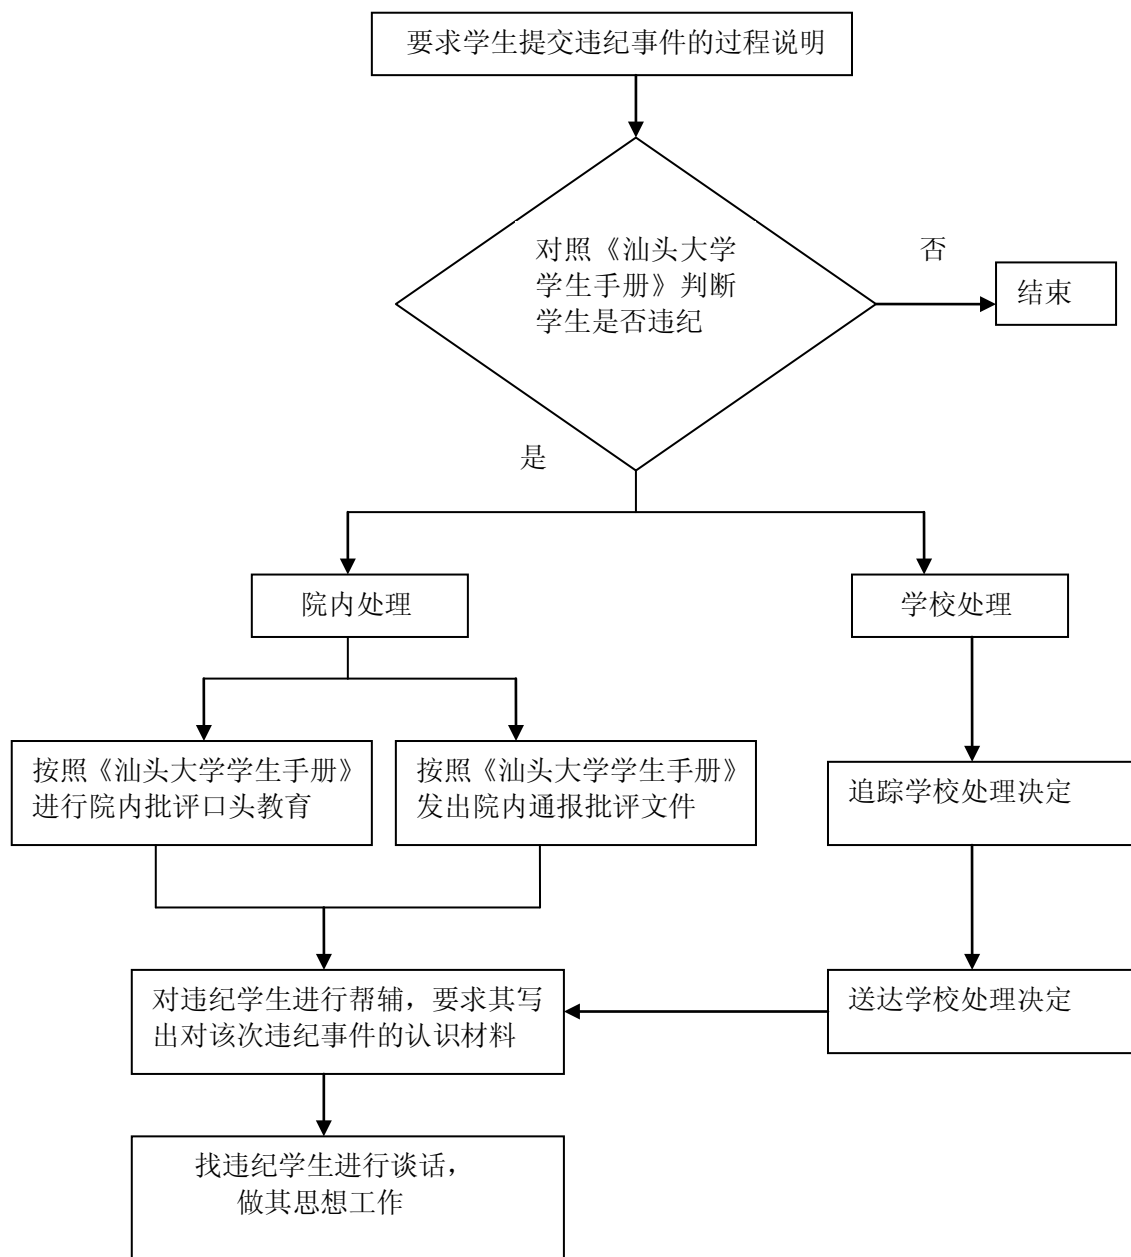 要求学生提交违纪事件的过程说明
对照《汕头大学
学生手册》判断
学生是否违纪
否
结束
是
院内处理
学校处理
按照《汕头大学学生手册》
进行院内批评口头教育
按照《汕头大学学生手册》
发出院内通报批评文件
追踪学校处理决定
对违纪学生进行帮辅，要求其写
出对该次违纪事件的认识材料
送达学校处理决定
找违纪学生进行谈话，
做其思想工作